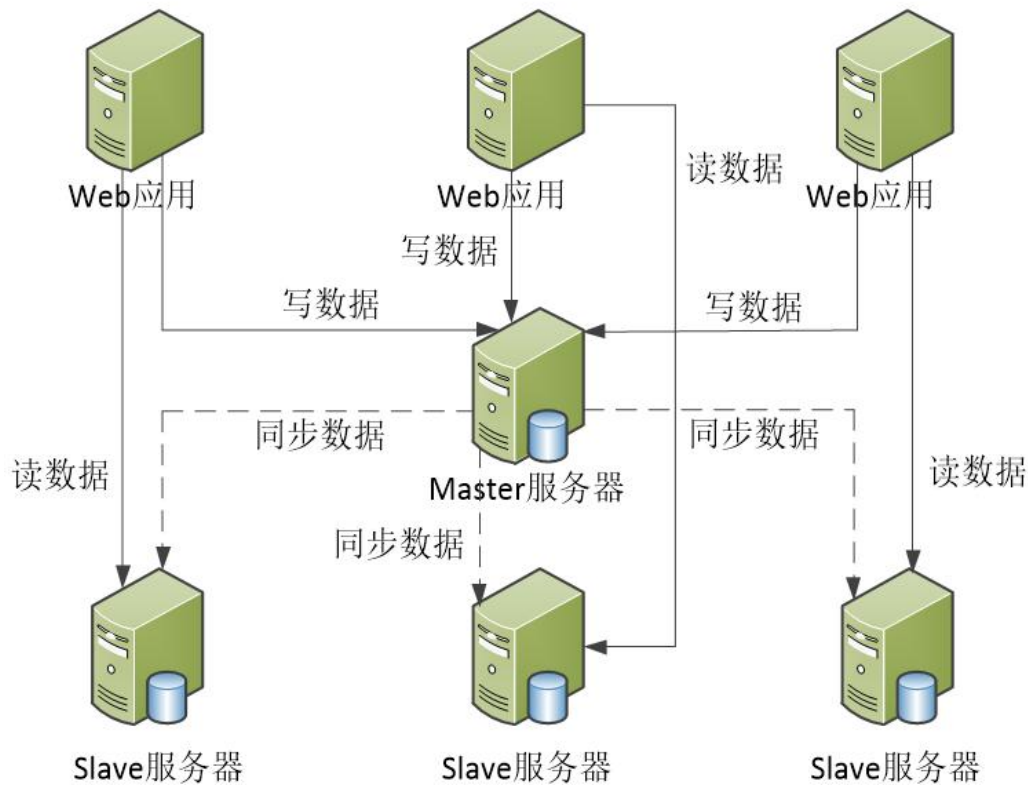 Web应用
Web应用
Web应用
读数据
写数据
写数据
写数据
同步数据
同步数据
读数据
Master服务器
读数据
同步数据
Slave服务器
Slave服务器
Slave服务器